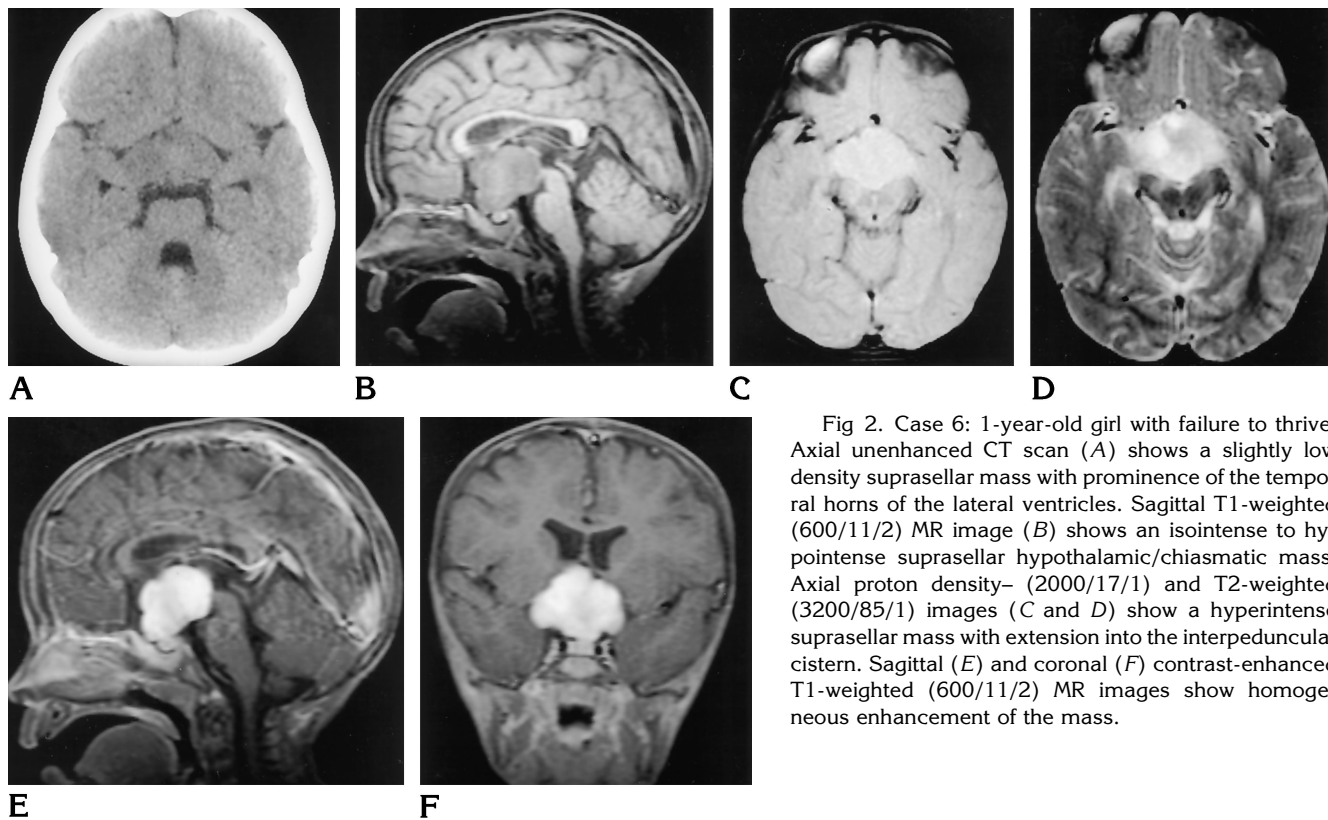 A
B
C
D
E
F
Fig 2. Case 6: 1-year-old girl with failure to thrive
Axial unenhanced CT scan (A) shows a slightly low
density suprasellar mass with prominence of the tempo
ral horns of the lateral ventricles. Sagittal T1-weighted
(600/11/2) MR image (B) shows an isointense to hy
pointense suprasellar hypothalamic/chiasmatic mass
Axial proton density– (2000/17/1) and T2-weighted
(3200/85/1) images (C and D) show a hyperintense
suprasellar mass with extension into the interpeduncula
cistern. Sagittal (E) and coronal (F) contrast-enhanced
T1-weighted (600/11/2) MR images show homoge
neous enhancement of the mass.